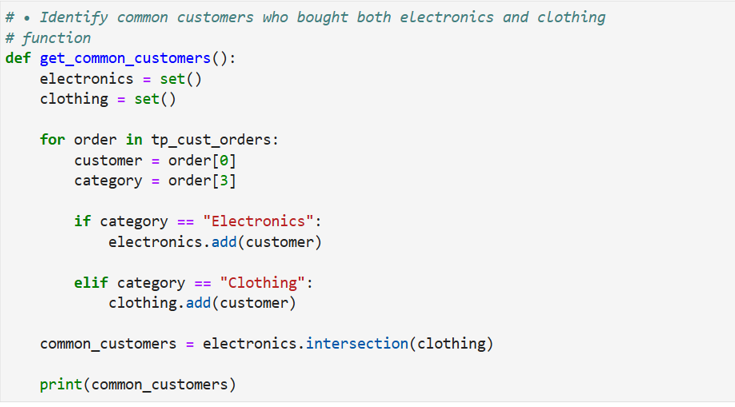 # • Identify common customers who bought both electronics and clothing
# function
def get_common_customers():
    electronics = set()
    clothing = set()

    for order in tp_cust_orders:
        customer = order[0]
        category = order[3]

        if category == "Electronics":
            electronics.add(customer)

        elif category == "Clothing":
            clothing.add(customer)

    common_customers = electronics.intersection(clothing)

    print(common_customers)